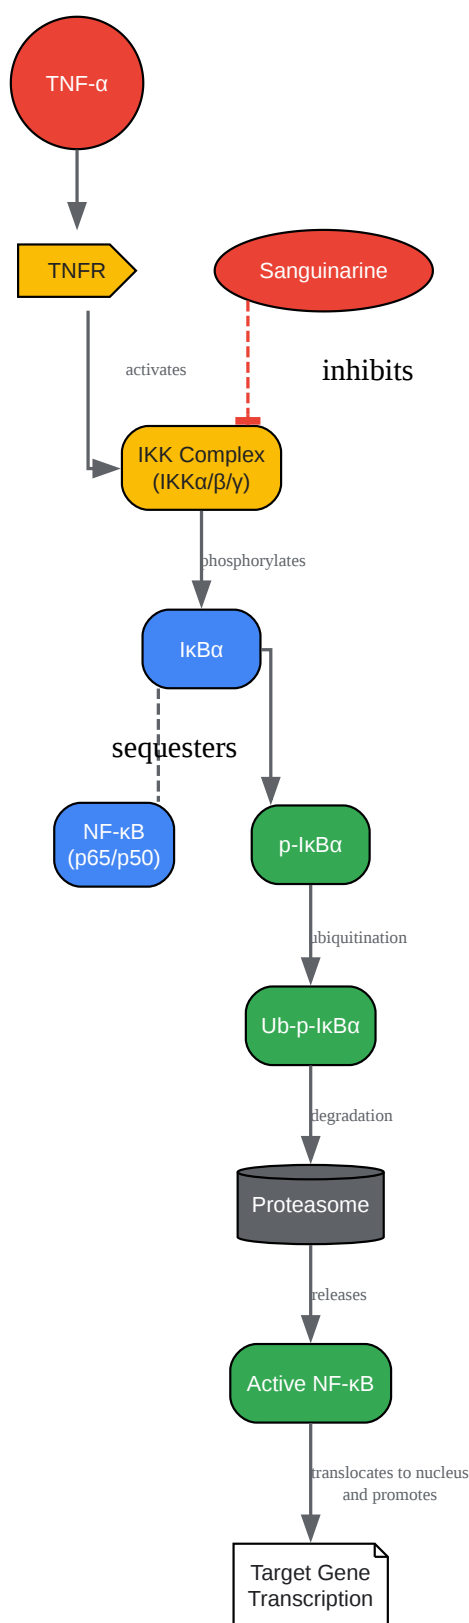 TNF-α
TNFR
Sanguinarine
activates
inhibits
IKK Complex
(IKKα/β/γ)
phosphorylates
IκBα
sequesters
NF-κB
(p65/p50)
p-IκBα
ubiquitination
Ub-p-IκBα
degradation
Proteasome
releases
Active NF-κB
translocates to nucleus
and promotes
Target Gene
Transcription